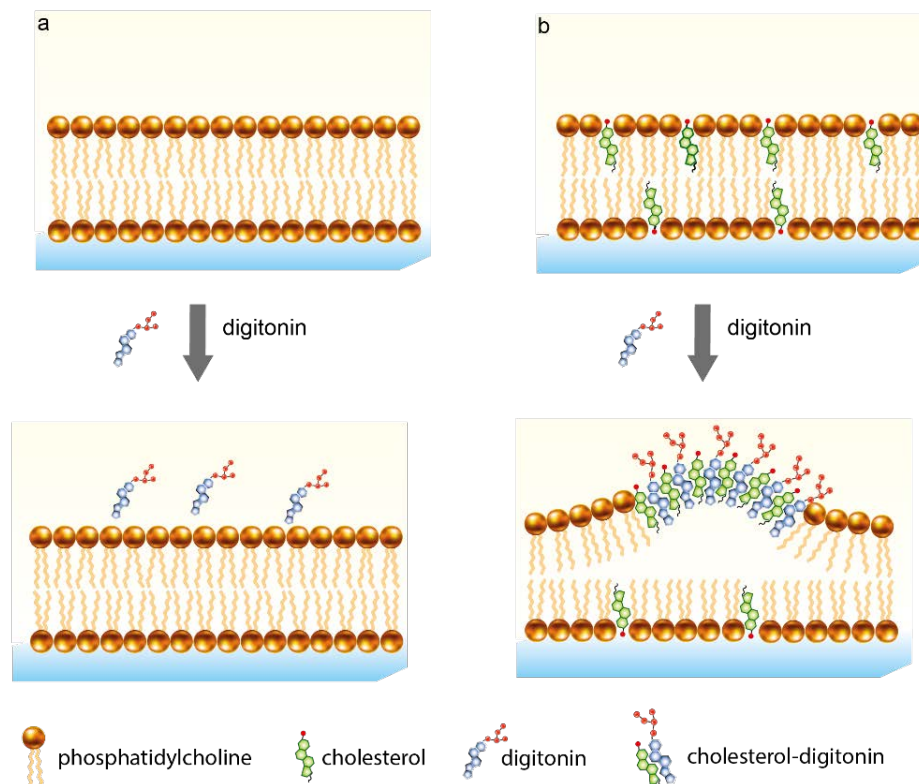 a
b
digitonin
digitonin
phosphatidylcholine
cholesterol
digitonin
cholesterol-digitonin